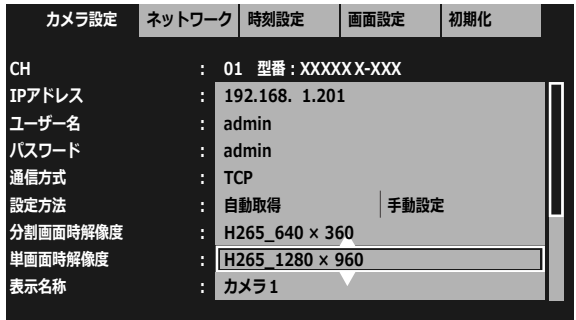 カメラ設定 ネットワーク 時刻設定 画面設定 初期化
CH : 01 型番 : XXXXX X-XXX
IPアドレス : 192.168. 1.201
ユーザー名 : admin
パスワード : admin
通信方式 : TCP
設定方法 : 自動取得 手動設定
分割画面時解像度 : H265_640 × 360
単画面時解像度 : H265_1280 × 960
表示名称 : カメラ1